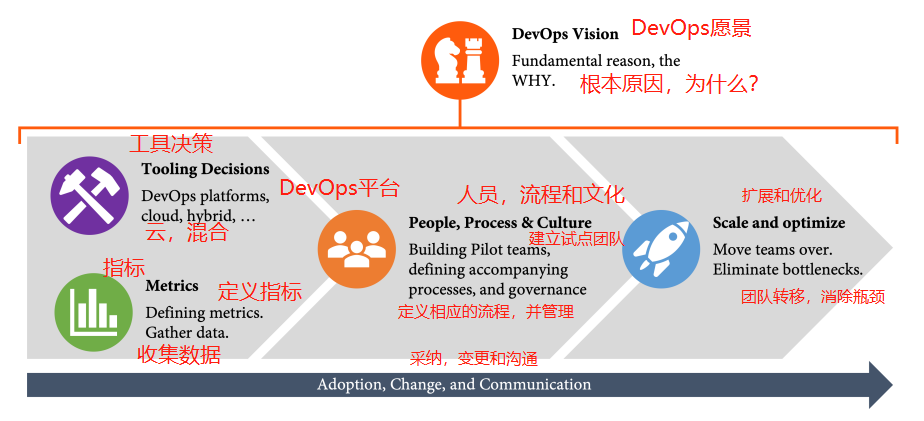 DevOps Vision DevOps愿景
Fundamental reason, the
WHY. 根本原因，为什么？
工具决策
Tooling Decisions
DevOps platforms, DevOps平台
cloud, hybrid, …
云，混合
指标
Metrics 定义指标
Defining metrics.
Gather data.
收集数据
人员，流程和文化
People, Process & Culture
建立试点团队
Building Pilot teams,
defining accompanying
processes, and governance
定义相应的流程，并管理
扩展和优化
Scale and optimize
Move teams over.
Eliminate bottlenecks.
团队转移，消除瓶颈
采纳，变更和沟通
Adoption, Change, and Communication